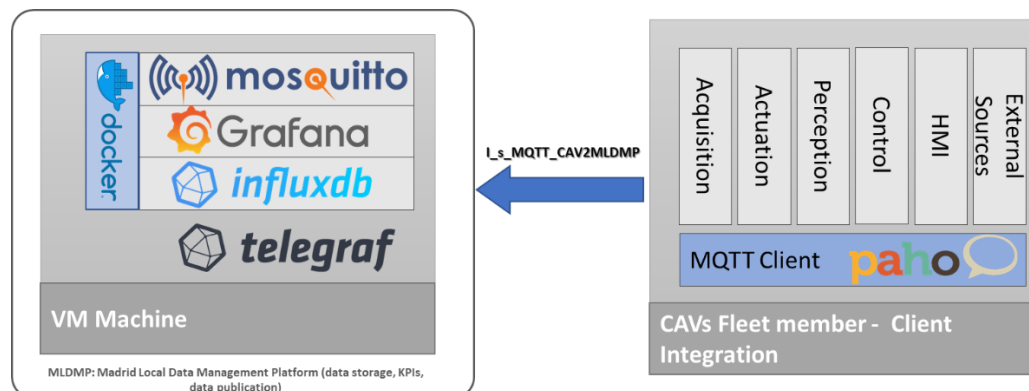 docker
mosquitto
Grafana
influxdb
telegraf
VM Machine
MLDMP: Madrid Local Data Management Platform (data storage, KPIs,
data publication)
I_s_MQTT_CAV2MLDMP
Acquisition
Actuation
Perception
Control
HMI
External
Sources
MQTT Client paho
CAVs Fleet member - Client
Integration